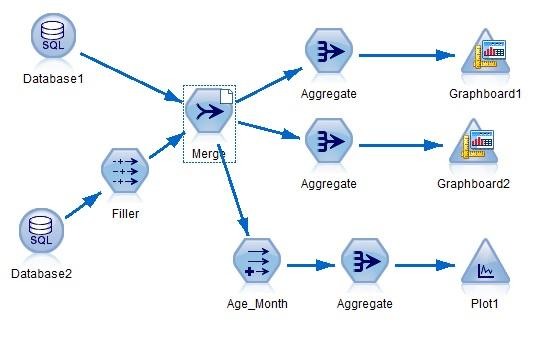 SQL
Database1
Aggregate
Graphboard1
Merge
Aggregate
Graphboard2
Filler
SQL
Database2
Age_Month
Aggregate
Plot1